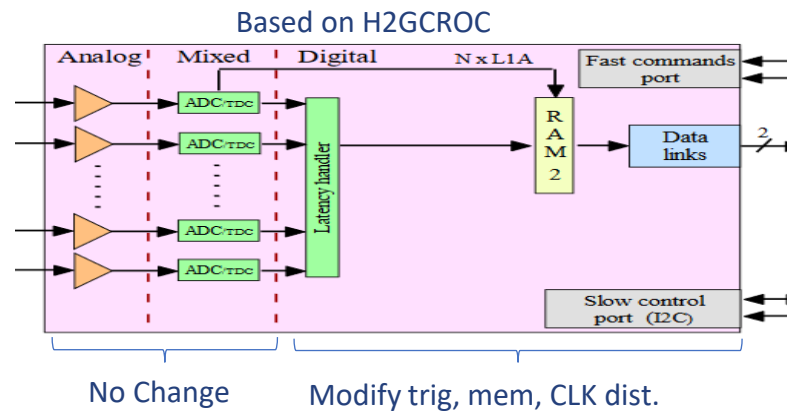 Based on H2GCROC
Analog Mixed Digital N x L1A
Fast commands
port
ADC/TDC
ADC/TDC
ADC/TDC
ADC/TDC
Latency handler
R
A
M
2
Data
links
2
Slow control
port (I2C)
No Change
Modify trig, mem, CLK dist.